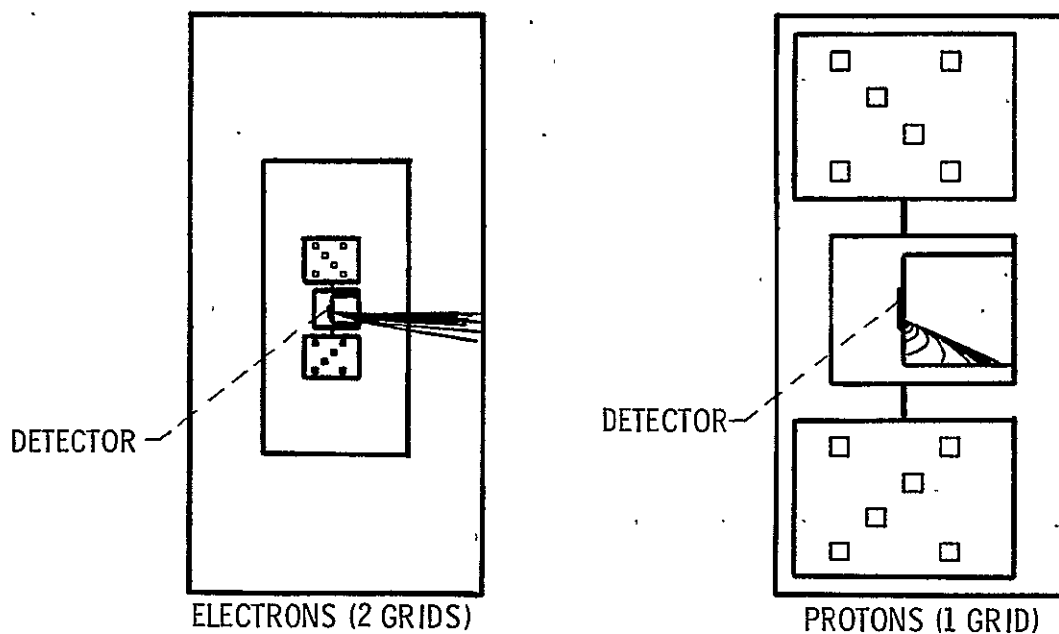 DETECTOR
DETECTOR
ELECTRONS (2 GRIDS)
PROTONS (1 GRID)